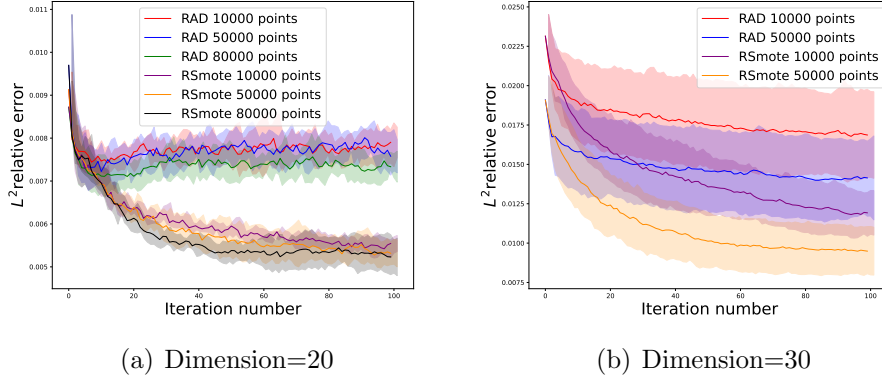 RAD 10000 points
RAD 50000 points
RAD 80000 points
RSmote 10000 points
RSmote 50000 points
RSmote 80000 points
L² relative error
0.011
0.010
0.009
0.008
0.007
0.006
0.005
0 20 40 60 80 100
Iteration number
(a) Dimension=20
RAD 10000 points
RAD 50000 points
RSmote 10000 points
RSmote 50000 points
L² relative error
0.0250
0.0225
0.0200
0.0175
0.0150
0.0125
0.0100
0.0075
0 20 40 60 80 100
Iteration number
(b) Dimension=30